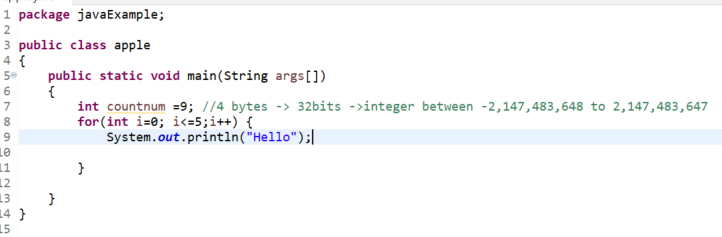 1 package javaExample;
2
3 public class apple
4 {
5 public static void main(String args[])
6 {
7 int countnum =9; //4 bytes -> 32bits ->integer between -2,147,483,648 to 2,147,483,647
8 for(int i=0; i<=5;i++) {
9 System.out.println("Hello");
10
11 }
12
13 }
14 }
15